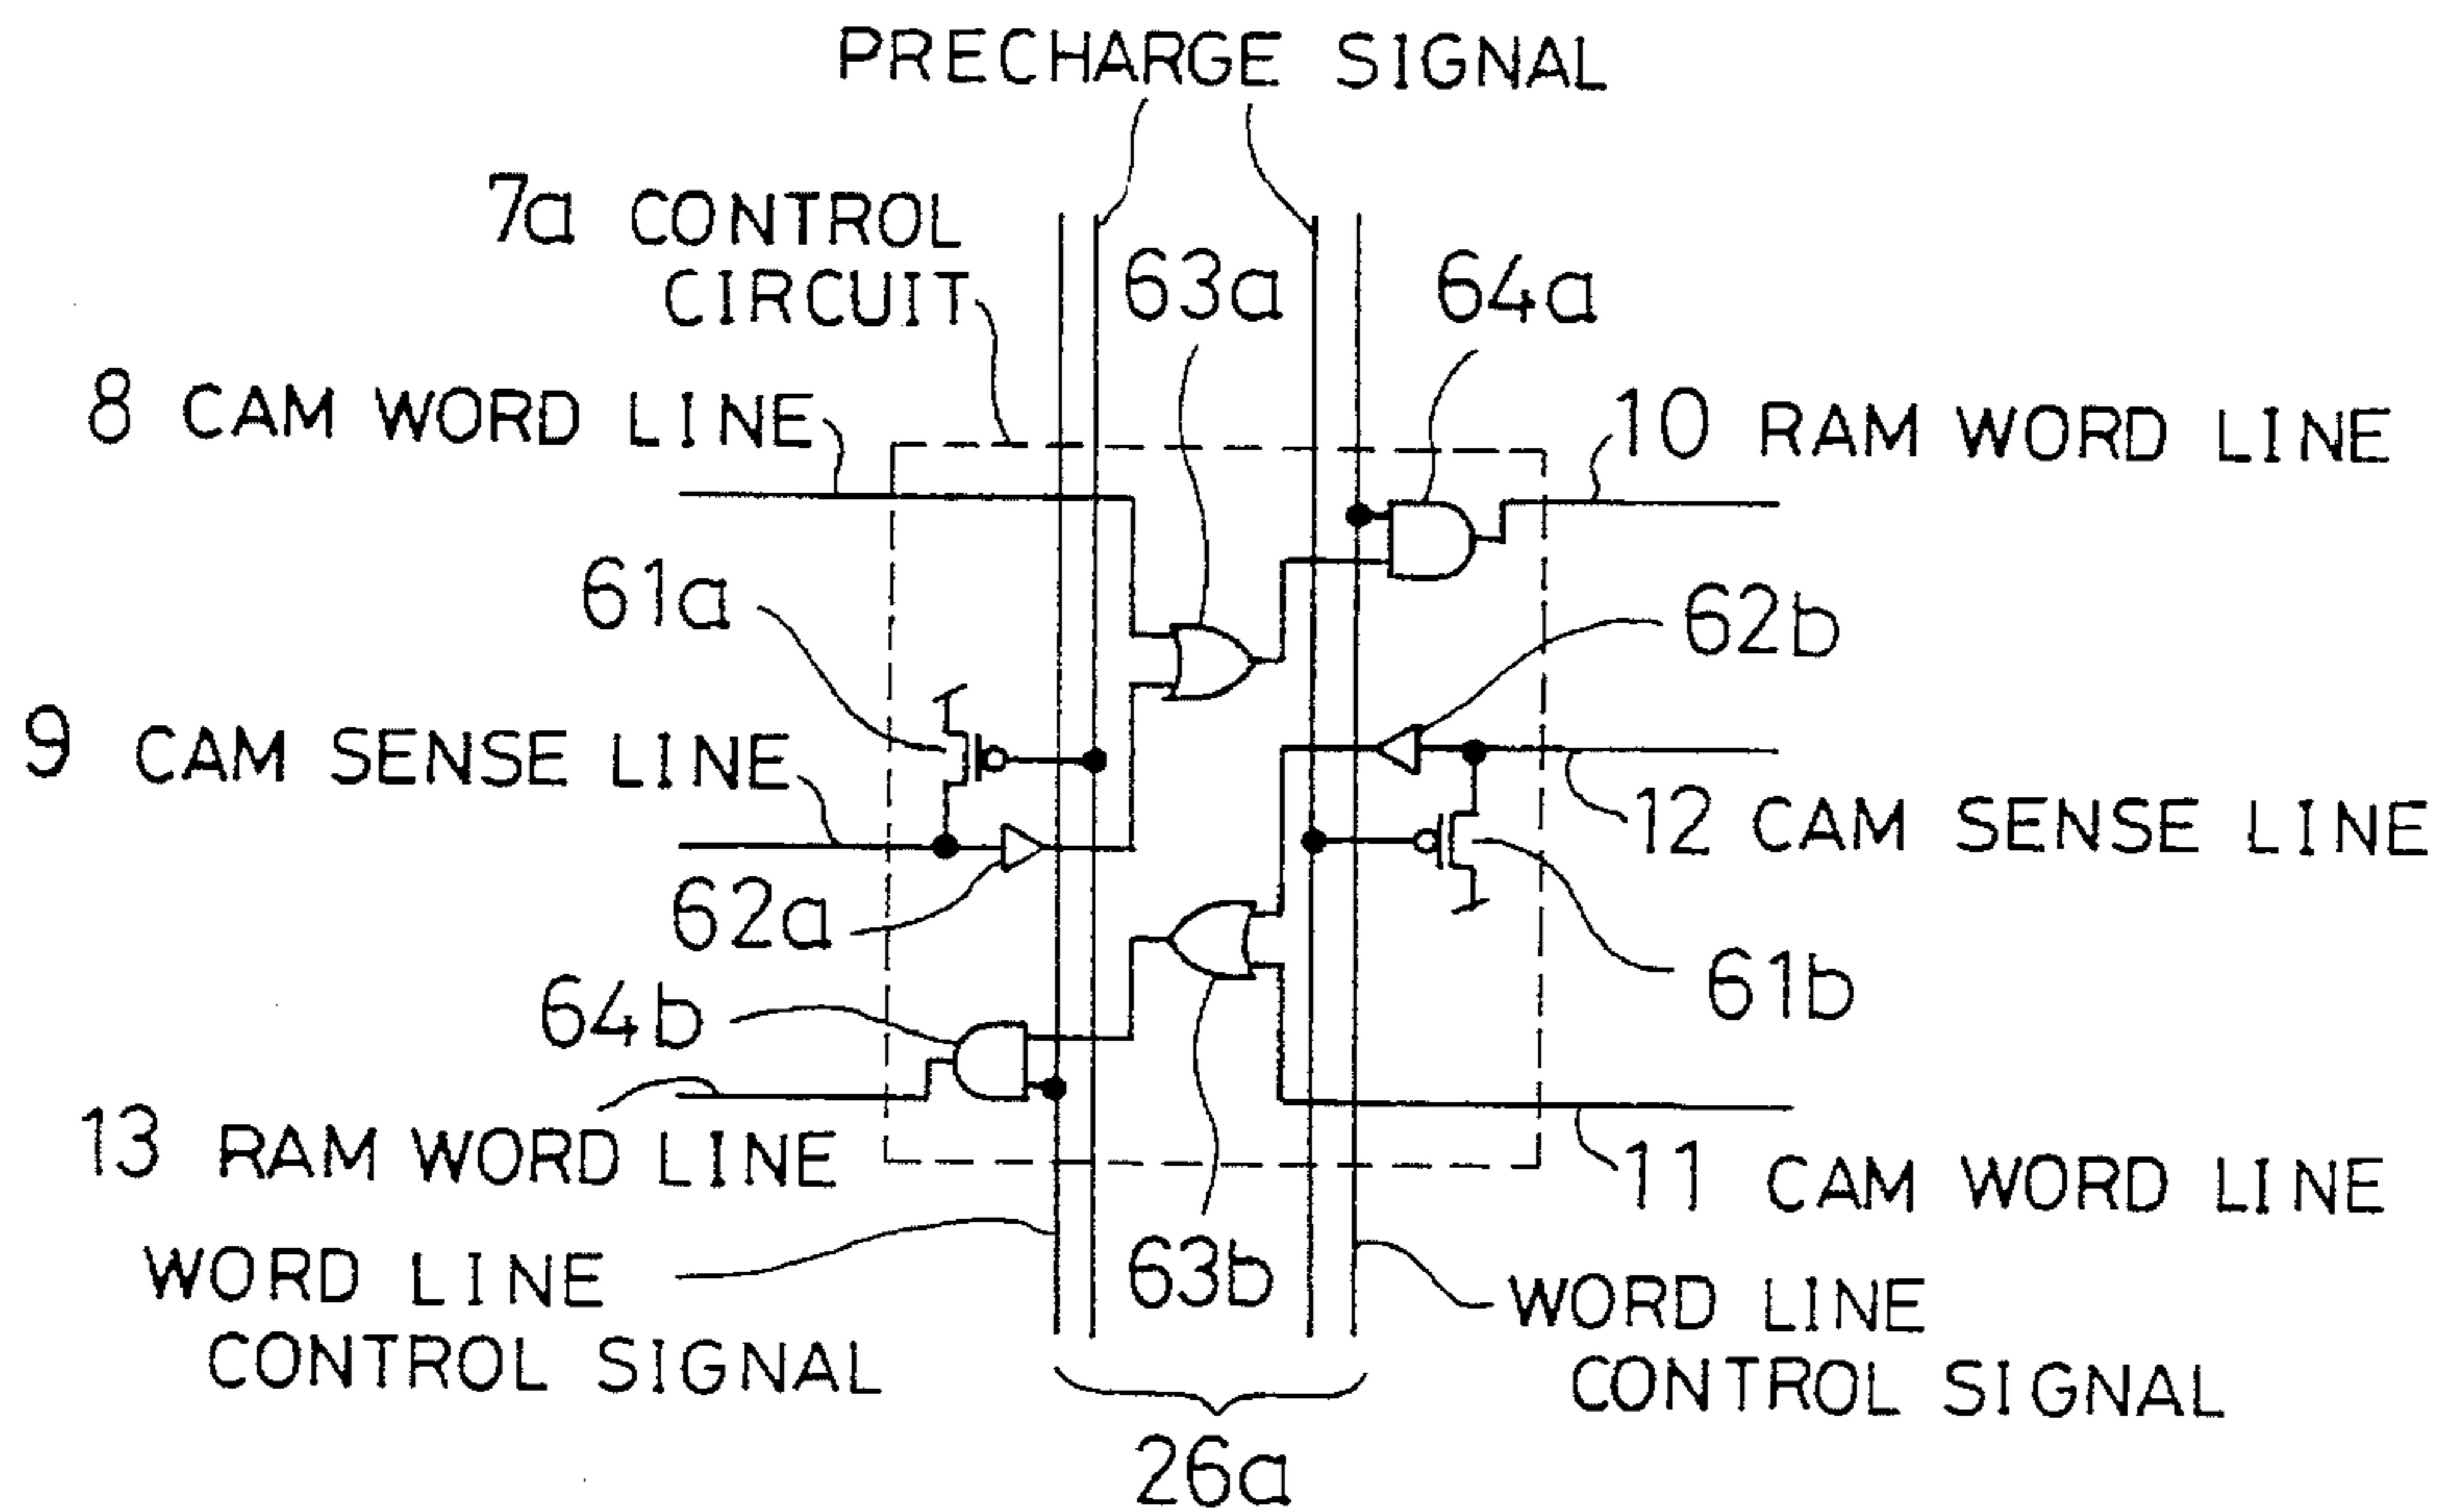 PRECHARGE SIGNAL
7a CONTROL
CIRCUIT
63a
64a
8 CAM WORD LINE
10 RAM WORD LINE
61a
62b
9 CAM SENSE LINE
12 CAM SENSE LINE
62a
61b
64b
13 RAM WORD LINE
11 CAM WORD LINE
63b
WORD LINE
CONTROL SIGNAL
WORD LINE
CONTROL SIGNAL
26a